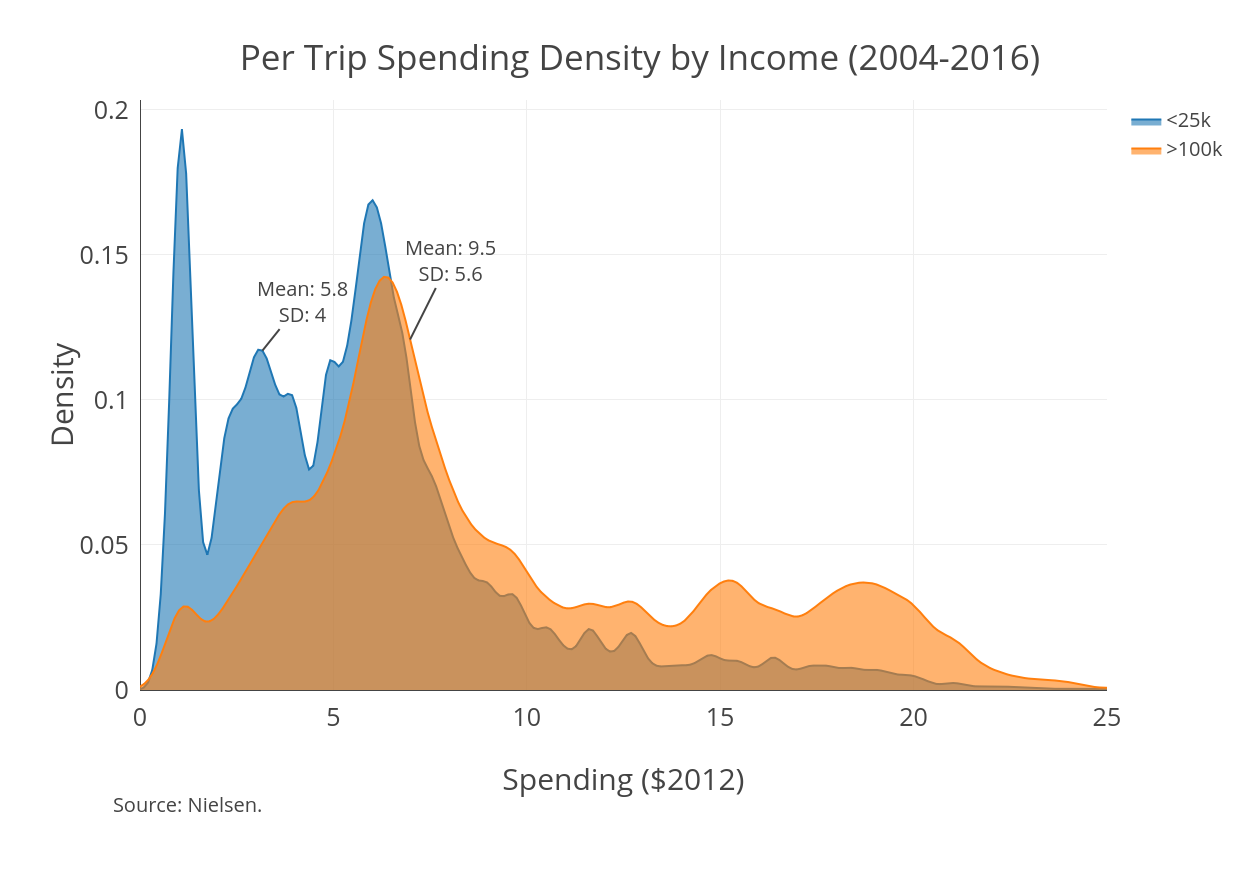 Per Trip Spending Density by Income (2004-2016)
<25k
>100k
0.2
0.15
0.1
0.05
0
Density
Mean: 5.8
SD: 4
Mean: 9.5
SD: 5.6
0
5
10
15
20
25
Spending ($2012)
Source: Nielsen.